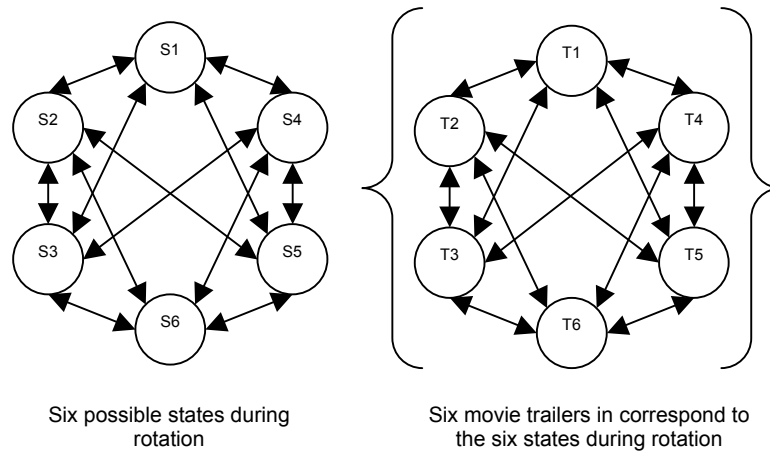 S1
S2
S4
S3
S5
S6
T1
T2
T4
T3
T5
T6
Six possible states during
rotation
Six movie trailers in correspond to
the six states during rotation